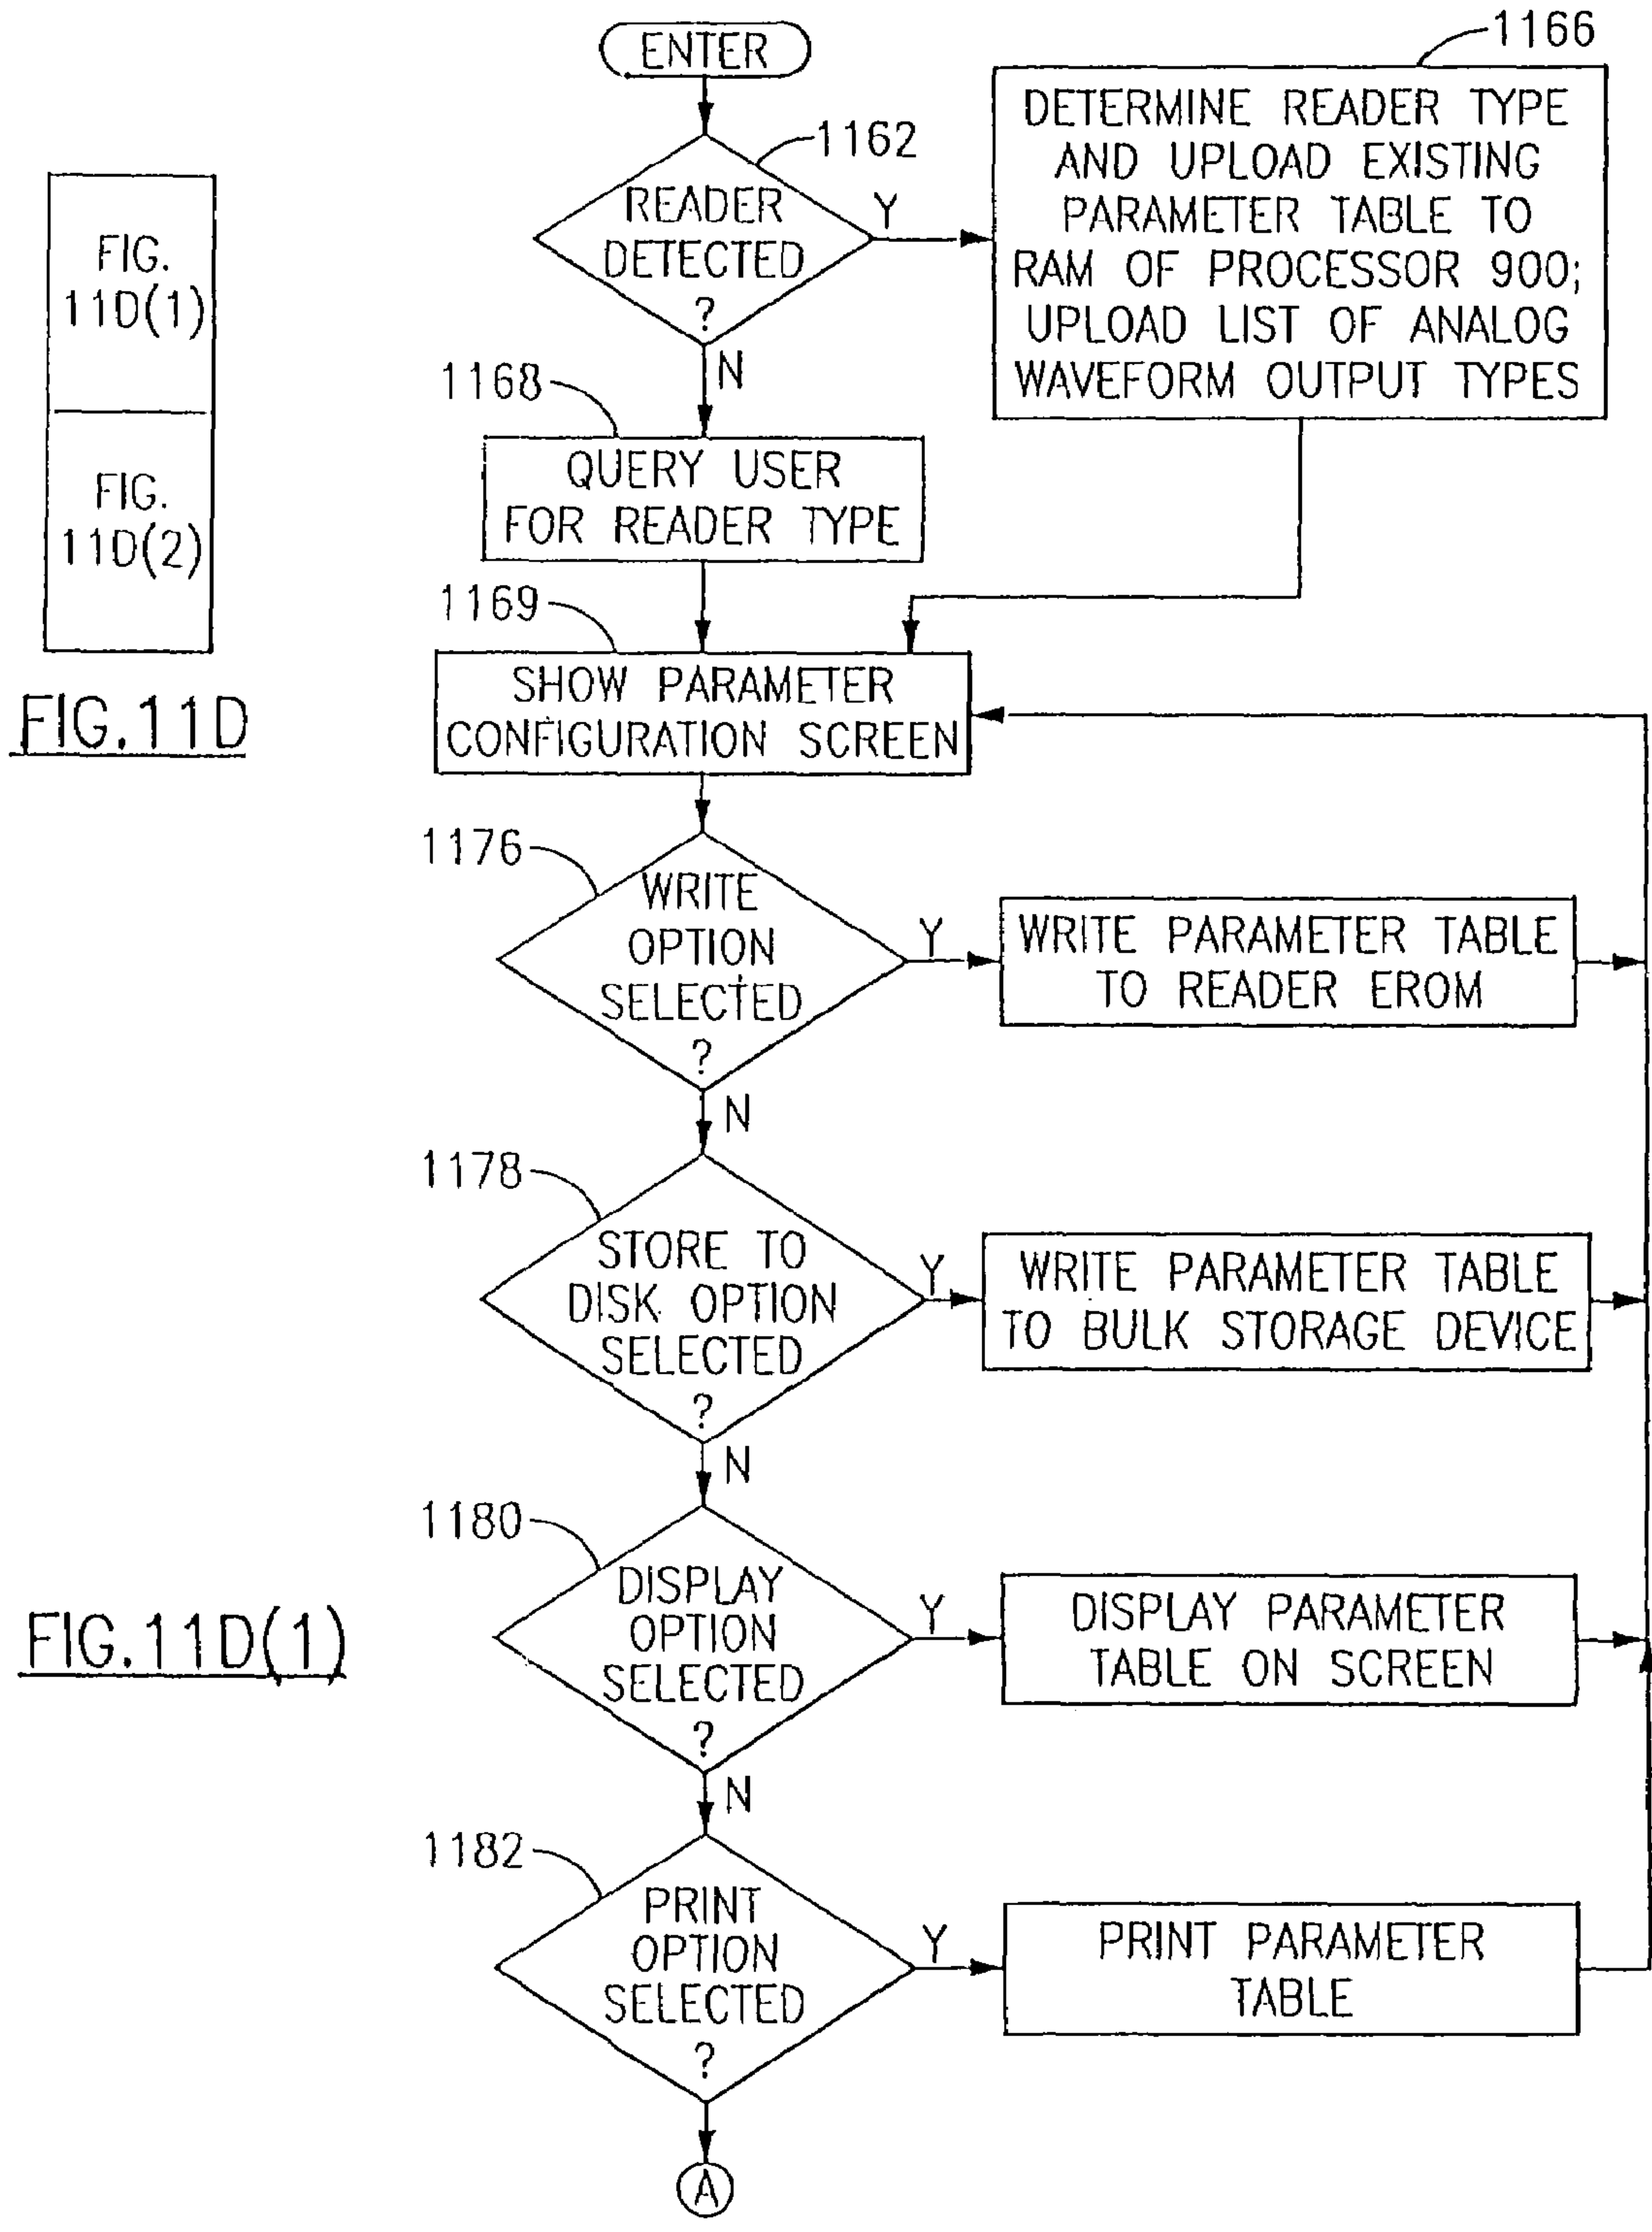 ENTER
1166
DETERMINE READER TYPE
AND UPLOAD EXISTING
PARAMETER TABLE TO
RAM OF PROCESSOR 900;
UPLOAD LIST OF ANALOG
WAVEFORM OUTPUT TYPES
1162
READER
DETECTED
?
Y
N
FIG.
11D(1)
FIG.
11D(2)
FIG.11D
1168
QUERY USER
FOR READER TYPE
1169
SHOW PARAMETER
CONFIGURATION SCREEN
1176
WRITE
OPTION
SELECTED
?
Y
WRITE PARAMETER TABLE
TO READER EROM
N
1178
STORE TO
DISK OPTION
SELECTED
?
Y
WRITE PARAMETER TABLE
TO BULK STORAGE DEVICE
N
1180
DISPLAY
OPTION
SELECTED
?
Y
DISPLAY PARAMETER
TABLE ON SCREEN
N
FIG.11D(1)
1182
PRINT
OPTION
SELECTED
?
Y
PRINT PARAMETER
TABLE
A